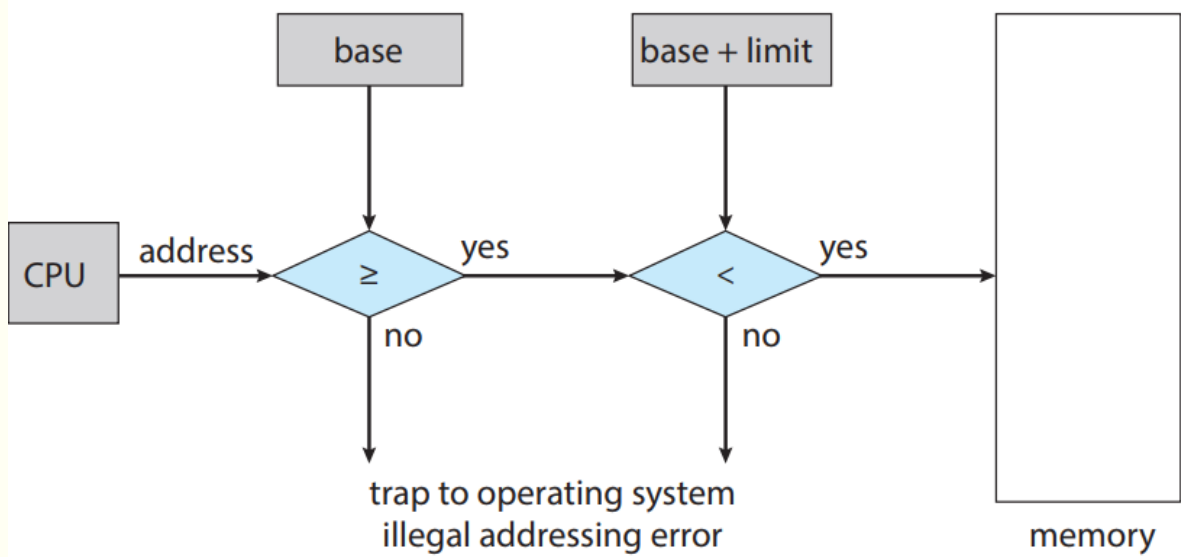 base
base + limit
CPU
address
≥
yes
<
yes
no
no
trap to operating system
illegal addressing error
memory